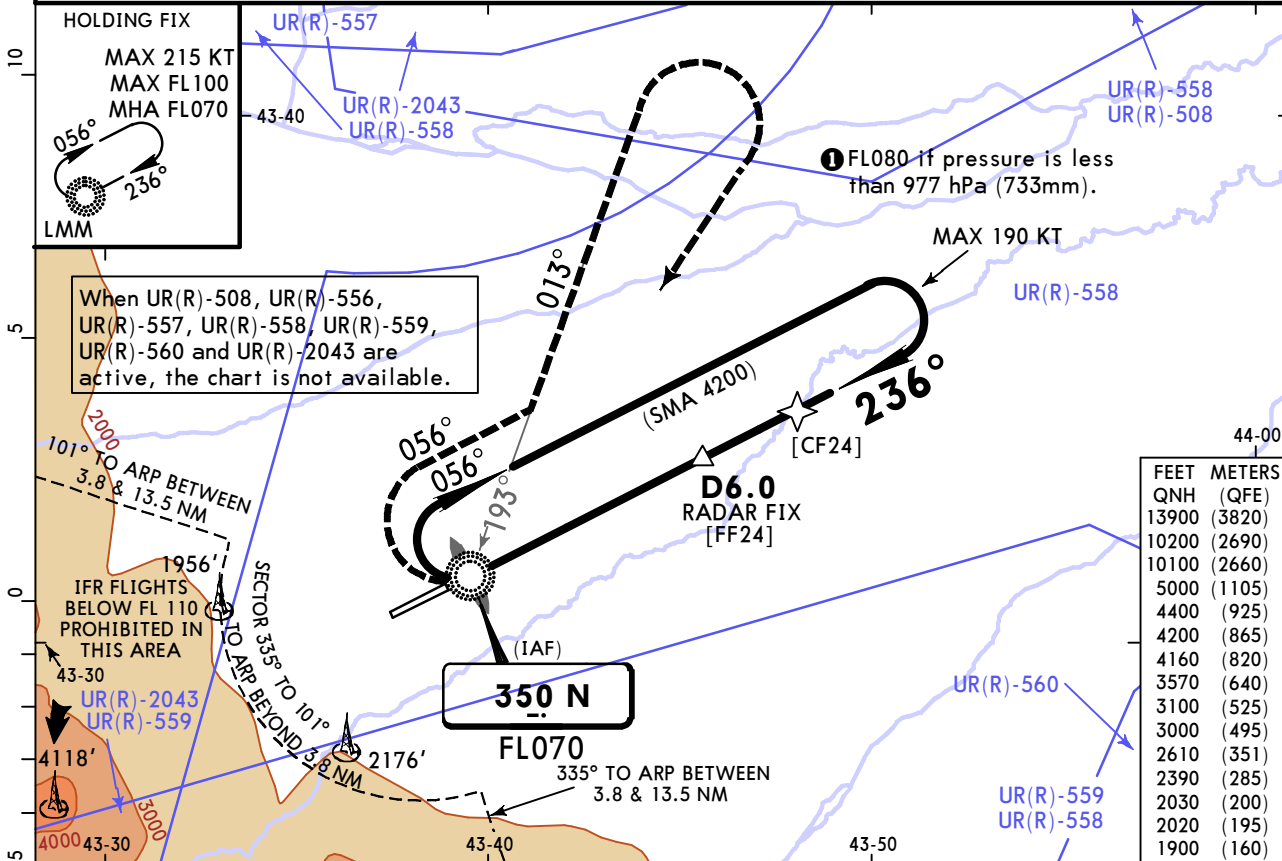 HOLDING FIX
MAX 215 KT
MAX FL100
MHA FL070
056°
236°
LMM
10
5
0
5
UR(R)-557
UR(R)-2043
UR(R)-558
43-40
UR(R)-558
UR(R)-508
❶FL080 if pressure is less
than 977 hPa (733mm).
MAX 190 KT
UR(R)-558
When UR(R)-508, UR(R)-556,
UR(R)-557, UR(R)-558, UR(R)-559,
UR(R)-560 and UR(R)-2043 are
active, the chart is not available.
013°
(SMA 4200)
236°
056°
056°
193°
[CF24]
D6.0
RADAR FIX
[FF24]
2000
101° TO ARP BETWEEN
3.8 & 13.5 NM
1956'
IFR FLIGHTS
BELOW FL 110
PROHIBITED IN
THIS AREA
SECTOR 335° TO 101°
TO ARP BEYOND 3.8 NM
43-30
UR(R)-2043
UR(R)-559
4118'
2176'
(IAF)
350 N
-.
FL070
335° TO ARP BETWEEN
3.8 & 13.5 NM
UR(R)-560
UR(R)-559
UR(R)-558
4000
3000
43-30
43-40
43-50
44-00
FEET METERS
QNH (QFE)
13900 (3820)
10200 (2690)
10100 (2660)
5000 (1105)
4400 (925)
4200 (865)
4160 (820)
3570 (640)
3100 (525)
3000 (495)
2610 (351)
2390 (285)
2030 (200)
2020 (195)
1900 (160)